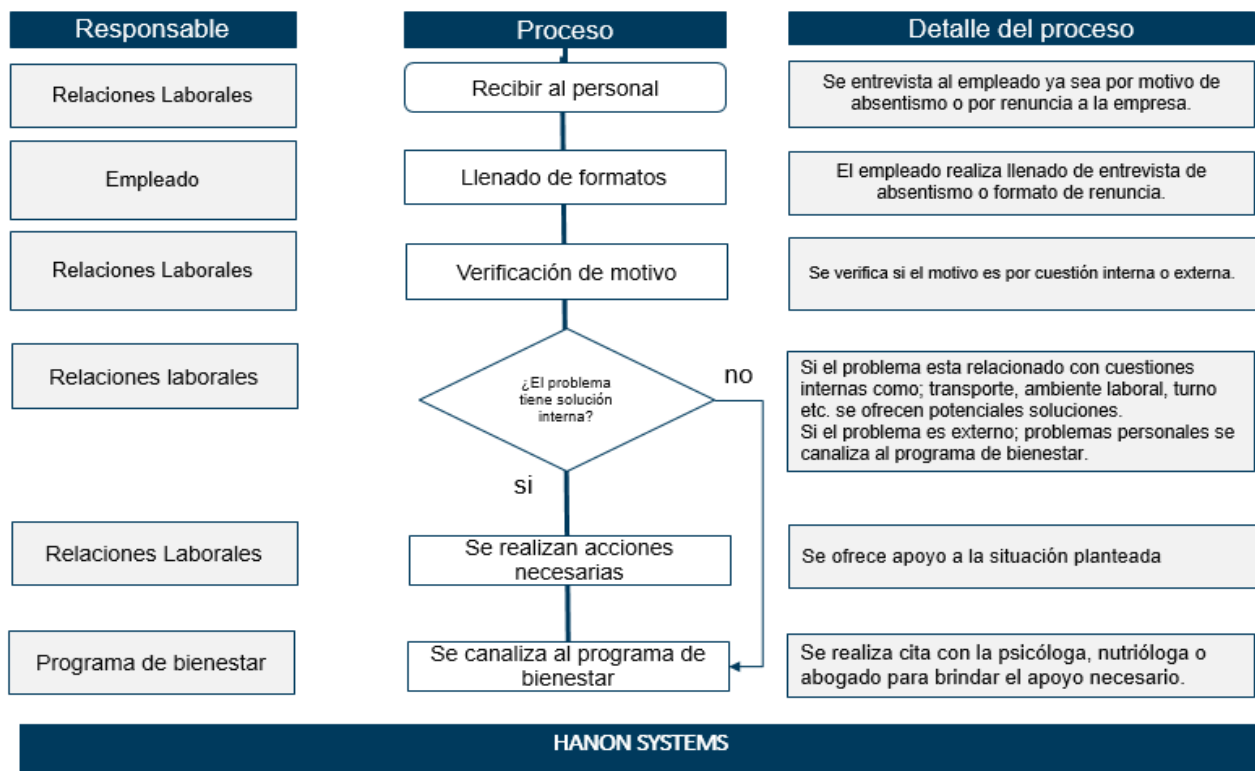 Responsable
Proceso
Detalle del proceso
Relaciones Laborales
Recibir al personal
Se entrevista al empleado ya sea por motivo de
absentismo o por renuncia a la empresa.
Empleado
Llenado de formatos
El empleado realiza llenado de entrevista de
absentismo o formato de renuncia.
Relaciones Laborales
Verificación de motivo
Se verifica si el motivo es por cuestión interna o externa.
Relaciones laborales
¿El problema
tiene solución
interna?
no
si
Si el problema esta relacionado con cuestiones
internas como; transporte, ambiente laboral, turno
etc. se ofrecen potenciales soluciones.
Si el problema es externo; problemas personales se
canaliza al programa de bienestar.
Relaciones Laborales
Se realizan acciones
necesarias
Se ofrece apoyo a la situación planteada
Programa de bienestar
Se canaliza al programa de
bienestar
Se realiza cita con la psicóloga, nutrióloga o
abogado para brindar el apoyo necesario.
HANON SYSTEMS